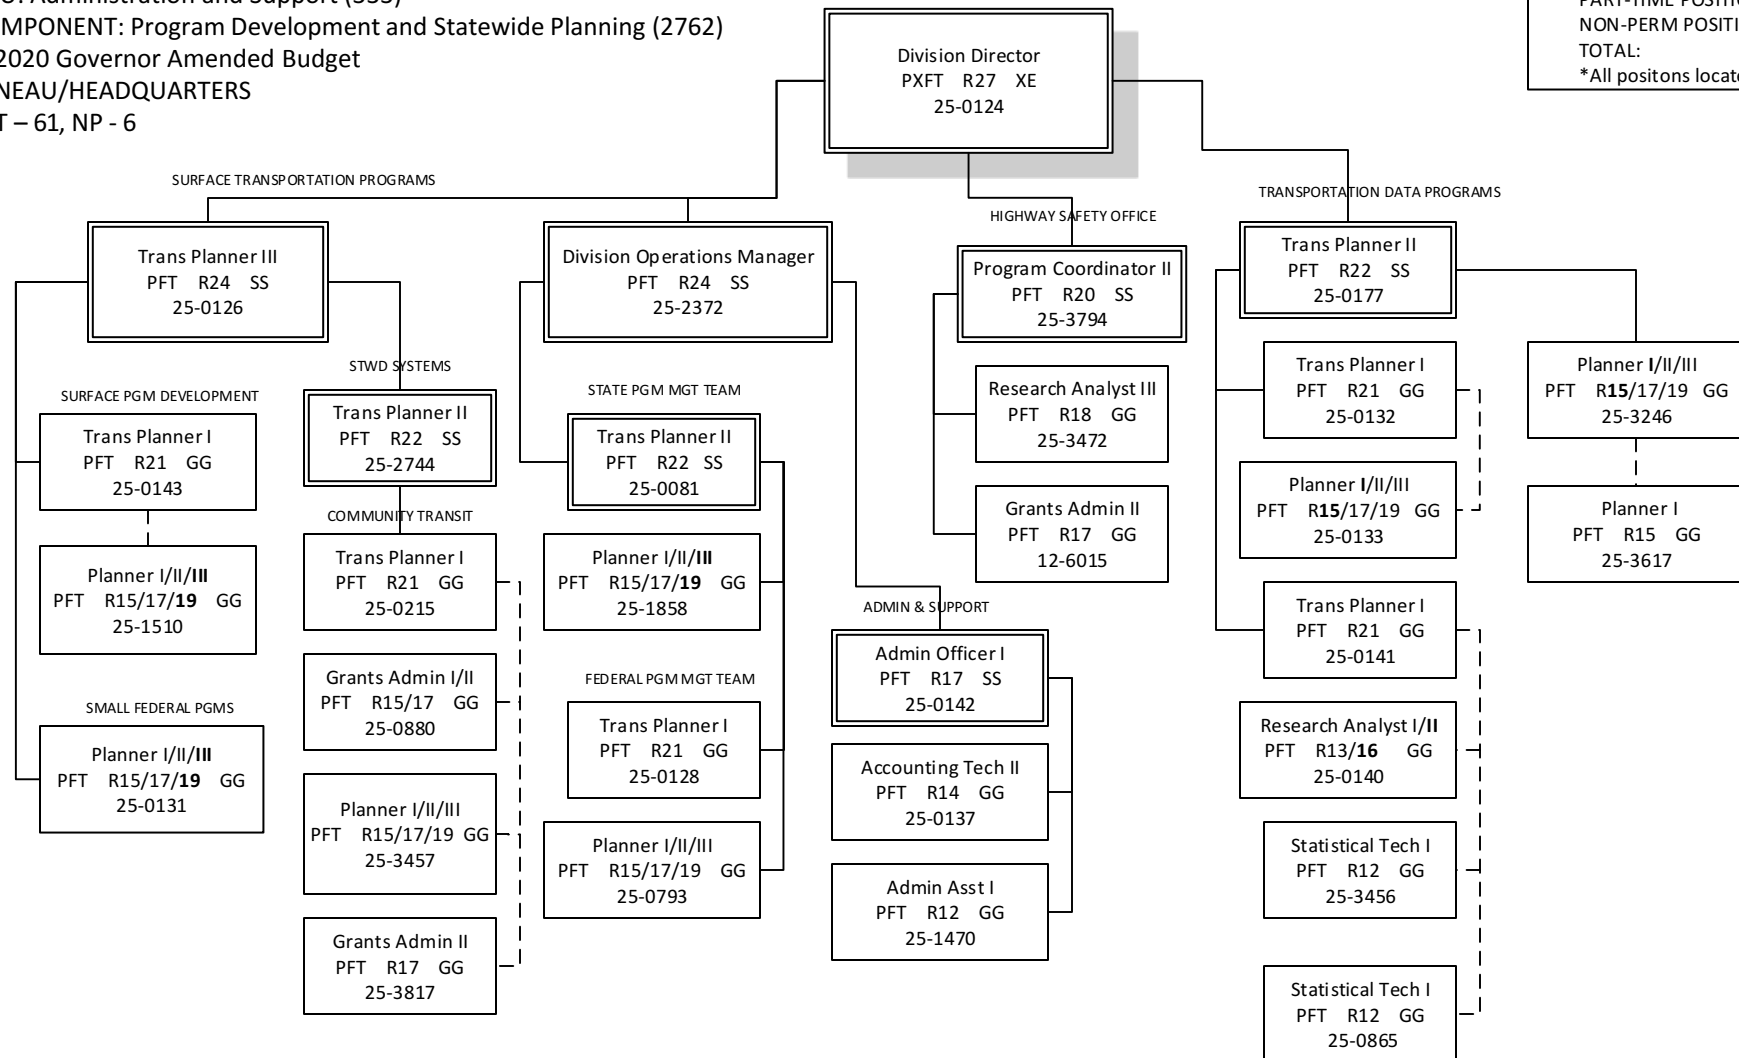 Administration and Support
MPONENT: Program Development and Statewide Planning (2762)
2020 Governor Amended Budget
NEAU/HEADQUARTERS
T – 61, NP - 6
NON-PERM POSITI
TOTAL:
*All positons locate
Division Director
PXFT R27 XE
25-0124
SURFACE TRANSPORTATION PROGRAMS
HIGHWAY SAFETY OFFICE
TRANSPORTATION DATA PROGRAMS
Trans Planner III
PFT R24 SS
25-0126
Division Operations Manager
PFT R24 SS
25-2372
Program Coordinator II
PFT R20 SS
25-3794
Trans Planner II
PFT R22 SS
25-0177
SURFACE PGM DEVELOPMENT
Trans Planner I
PFT R21 GG
25-0143
Planner I/II/III
PFT R15/17/19 GG
25-1510
SMALL FEDERAL PGMS
Planner I/II/III
PFT R15/17/19 GG
25-0131
STWD SYSTEMS
Trans Planner II
PFT R22 SS
25-2744
COMMUNITY TRANSIT
Trans Planner I
PFT R21 GG
25-0215
Grants Admin I/II
PFT R15/17 GG
25-0880
Planner I/II/III
PFT R15/17/19 GG
25-3457
Grants Admin II
PFT R17 GG
25-3817
STATE PGM MGT TEAM
Trans Planner II
PFT R22 SS
25-0081
Planner I/II/III
PFT R15/17/19 GG
25-1858
FEDERAL PGM MGT TEAM
Trans Planner I
PFT R21 GG
25-0128
Planner I/II/III
PFT R15/17/19 GG
25-0793
ADMIN & SUPPORT
Admin Officer I
PFT R17 SS
25-0142
Accounting Tech II
PFT R14 GG
25-0137
Admin Asst I
PFT R12 GG
25-1470
Research Analyst III
PFT R18 GG
25-3472
Grants Admin II
PFT R17 GG
12-6015
Trans Planner I
PFT R21 GG
25-0132
Planner I/II/III
PFT R15/17/19 GG
25-0133
Trans Planner I
PFT R21 GG
25-0141
Research Analyst I/II
PFT R13/16 GG
25-0140
Statistical Tech I
PFT R12 GG
25-3456
Statistical Tech I
PFT R12 GG
25-0865
Planner I/II/III
PFT R15/17/19 GG
25-3246
Planner I
PFT R15 GG
25-3617